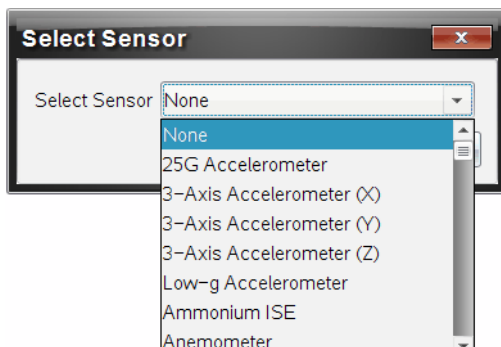 Select Sensor
Select Sensor None
None
25G Accelerometer
3-Axis Accelerometer (X)
3-Axis Accelerometer (Y)
3-Axis Accelerometer (Z)
Low-g Accelerometer
Ammonium ISE
Anemometer